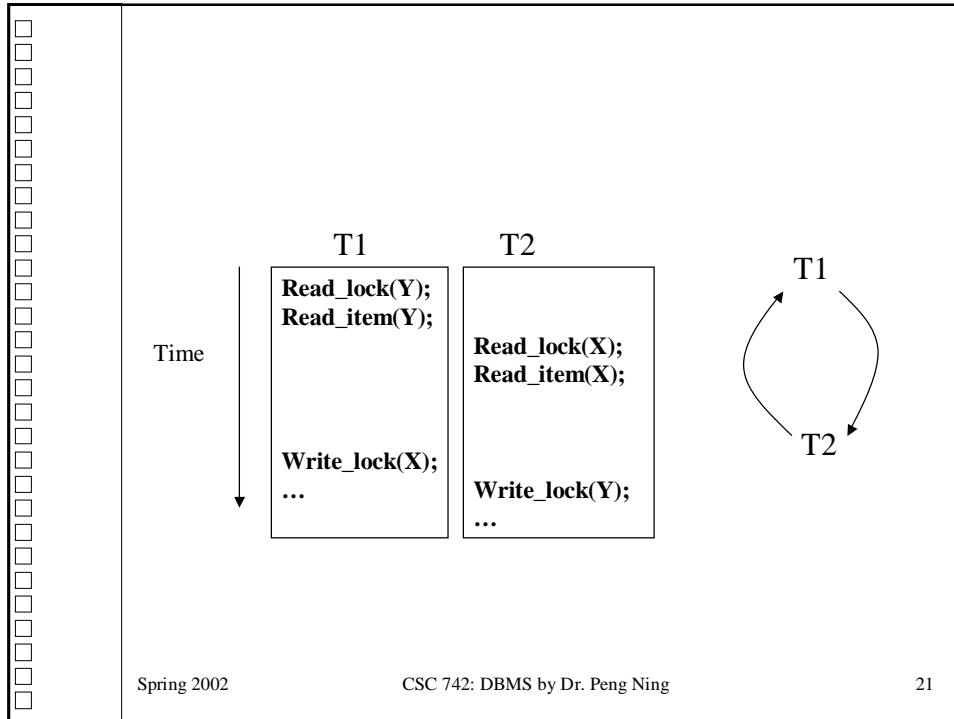 T1 T2
Read_lock(Y);
Read_item(Y);
Time
Read_lock(X);
Read_item(X);
Write_lock(X);
…
Write_lock(Y);
…
T1
T2
Spring 2002 CSC 742: DBMS by Dr. Peng Ning 21